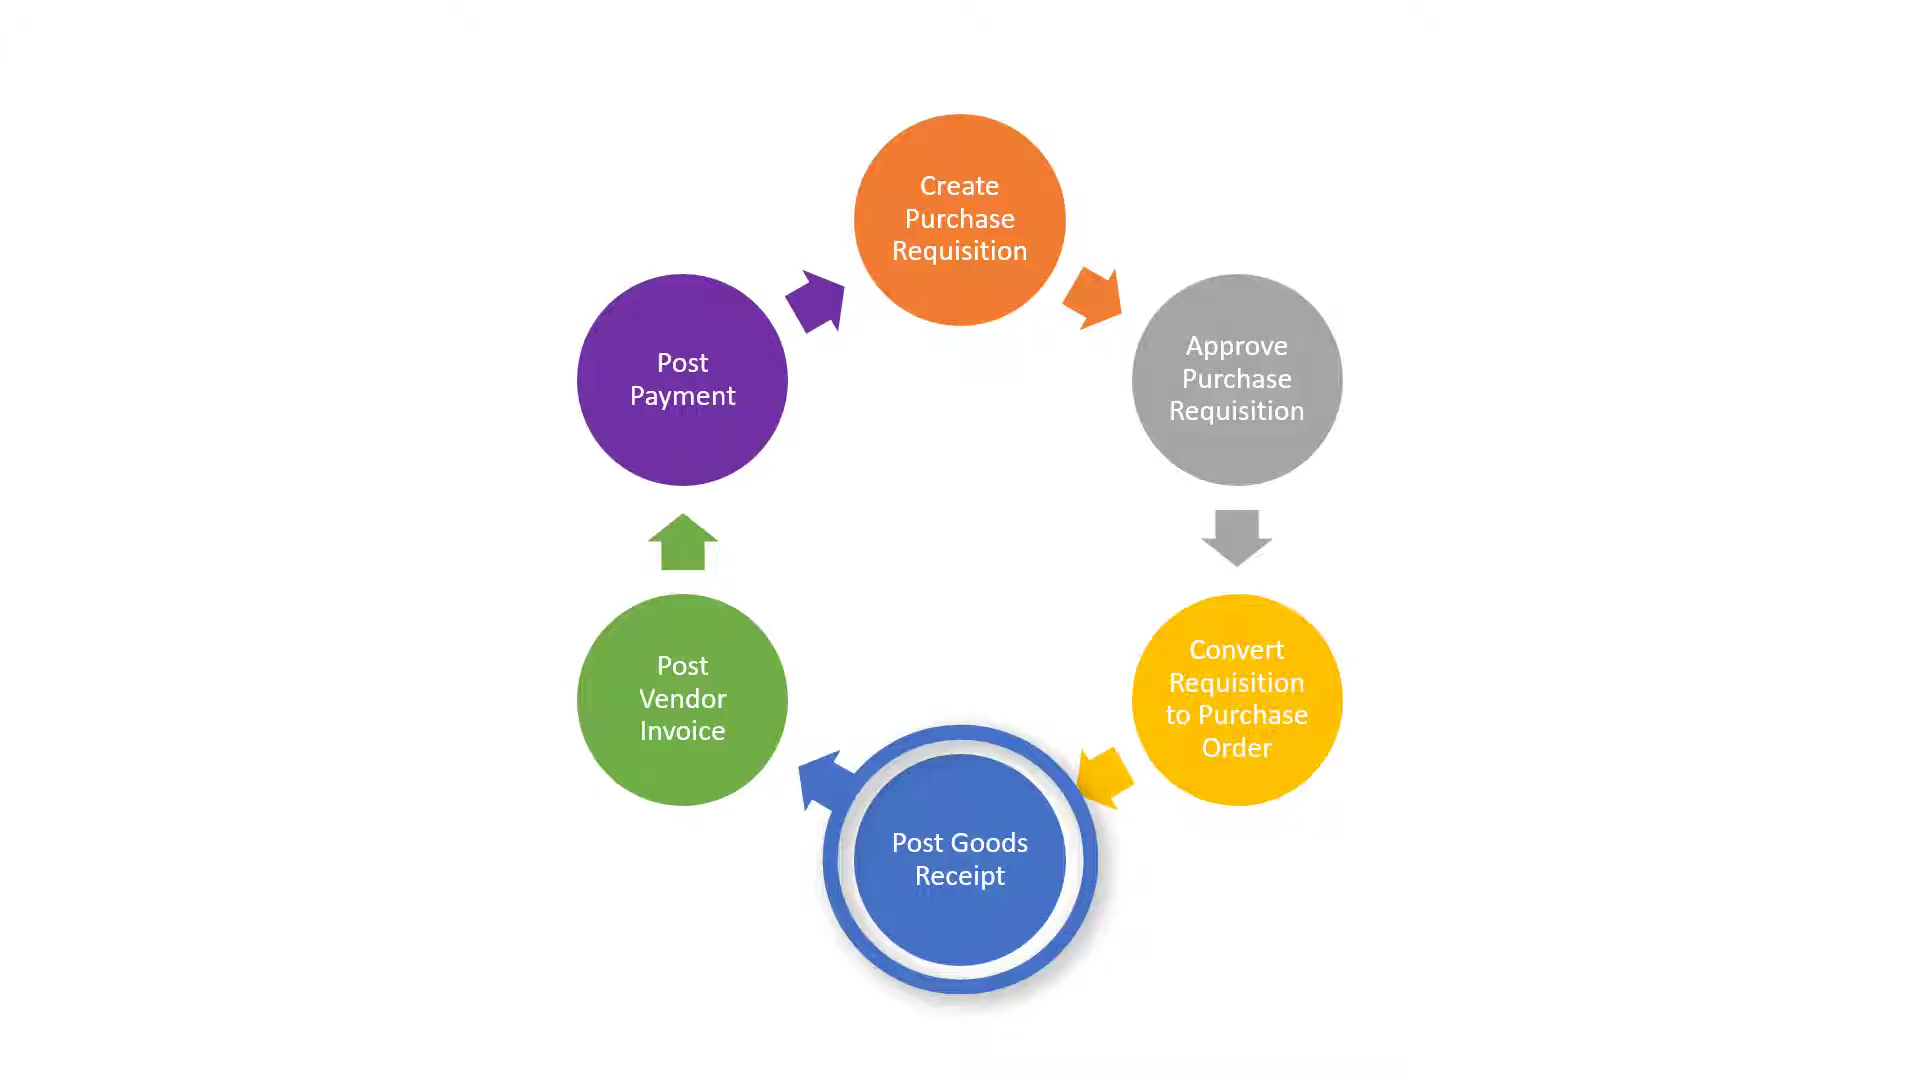 Create
Purchase
Requisition
Approve
Purchase
Requisition
Convert
Requisition
to Purchase
Order
Post Goods
Receipt
Post
Vendor
Invoice
Post
Payment